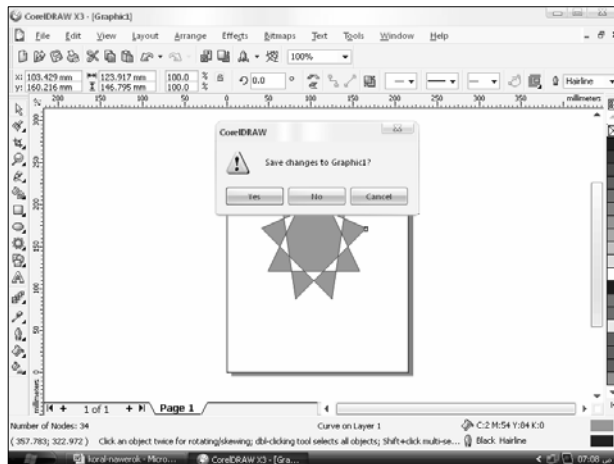 CorelDRAW X3 - [Graphic1]
File Edit View Layout Arrange Effects Bitmaps Text Tools Window Help
100%
x: 103.429 mm 123.917 mm 100.0 % 0.0 ° Hairline
y: 160.216 mm 146.795 mm 100.0 %
200 150 100 50 0 50 100 150 200 250 300 350 millimeters
CorelDRAW
Save changes to Graphic1?
Yes No Cancel
millimeters
1 of 1 Page 1
Number of Nodes: 34 Curve on Layer 1 C:2 M:54 Y:84 K:0
( 357.783; 322.972 ) Click an object twice for rotating/skewing; dbl-clicking tool selects all objects; Shift+click multi-se... Black Hairline
koral-nawerok - Micro... CorelDRAW X3 - [Gra... 07:08